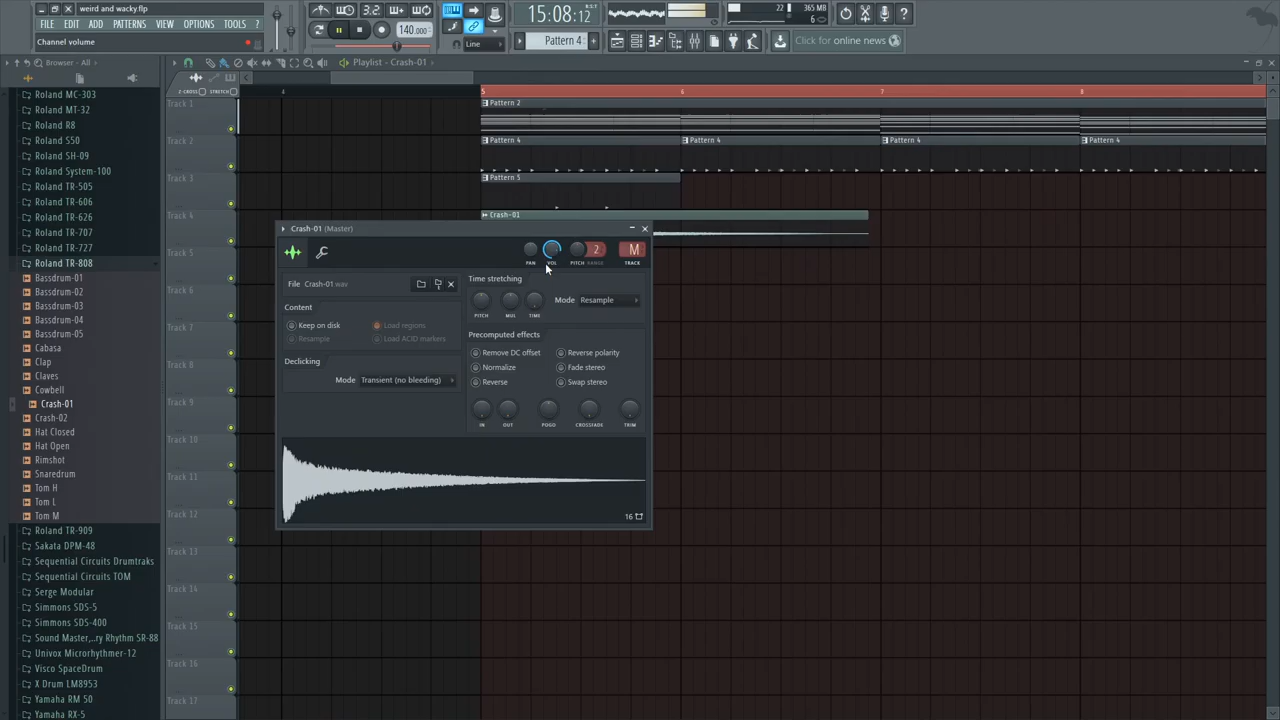 weird and wacky.flp
FILE EDIT ADD PATTERNS VIEW OPTIONS TOOLS ?
Channel volume
3.2
140.000
Line
15:08:12
Pattern 4
22
365 MB
6
Click for online news
Browser - All
Playlist - Crash-01
Z-CROSS
STRETCH
4
5
6
7
8
Roland MC-303
Roland MT-32
Roland R8
Roland S50
Roland SH-09
Roland System-100
Roland TR-505
Roland TR-606
Roland TR-626
Roland TR-707
Roland TR-727
Roland TR-808
Bassdrum-01
Bassdrum-02
Bassdrum-03
Bassdrum-04
Bassdrum-05
Cabasa
Clap
Claves
Cowbell
Crash-01
Crash-02
Hat Closed
Hat Open
Rimshot
Snaredrum
Tom H
Tom L
Tom M
Roland TR-909
Sakata DPM-48
Sequential Circuits Drumtraks
Sequential Circuits TOM
Serge Modular
Simmons SDS-5
Simmons SDS-400
Sound Master,..ry Rhythm SR-88
Univox Microrhythmer-12
Visco SpaceDrum
X Drum LM8953
Yamaha RM 50
Yamaha RX-5
Track 1
Track 2
Track 3
Track 4
Track 5
Track 6
Track 7
Track 8
Track 9
Track 10
Track 11
Track 12
Track 13
Track 14
Track 15
Track 16
Track 17
Pattern 2
Pattern 4
Pattern 4
Pattern 4
Pattern 4
Pattern 5
Crash-01
Crash-01 (Master)
2
M
PAN
VOL
PITCH
RANGE
TRACK
File Crash-01.wav
Content
Keep on disk
Load regions
Resample
Load ACID markers
Declicking
Mode Transient (no bleeding)
Time stretching
PITCH
MUL
TIME
Mode Resample
Precomputed effects
Remove DC offset
Reverse polarity
Normalize
Fade stereo
Reverse
Swap stereo
IN
OUT
POGO
CROSSFADE
TRIM
16